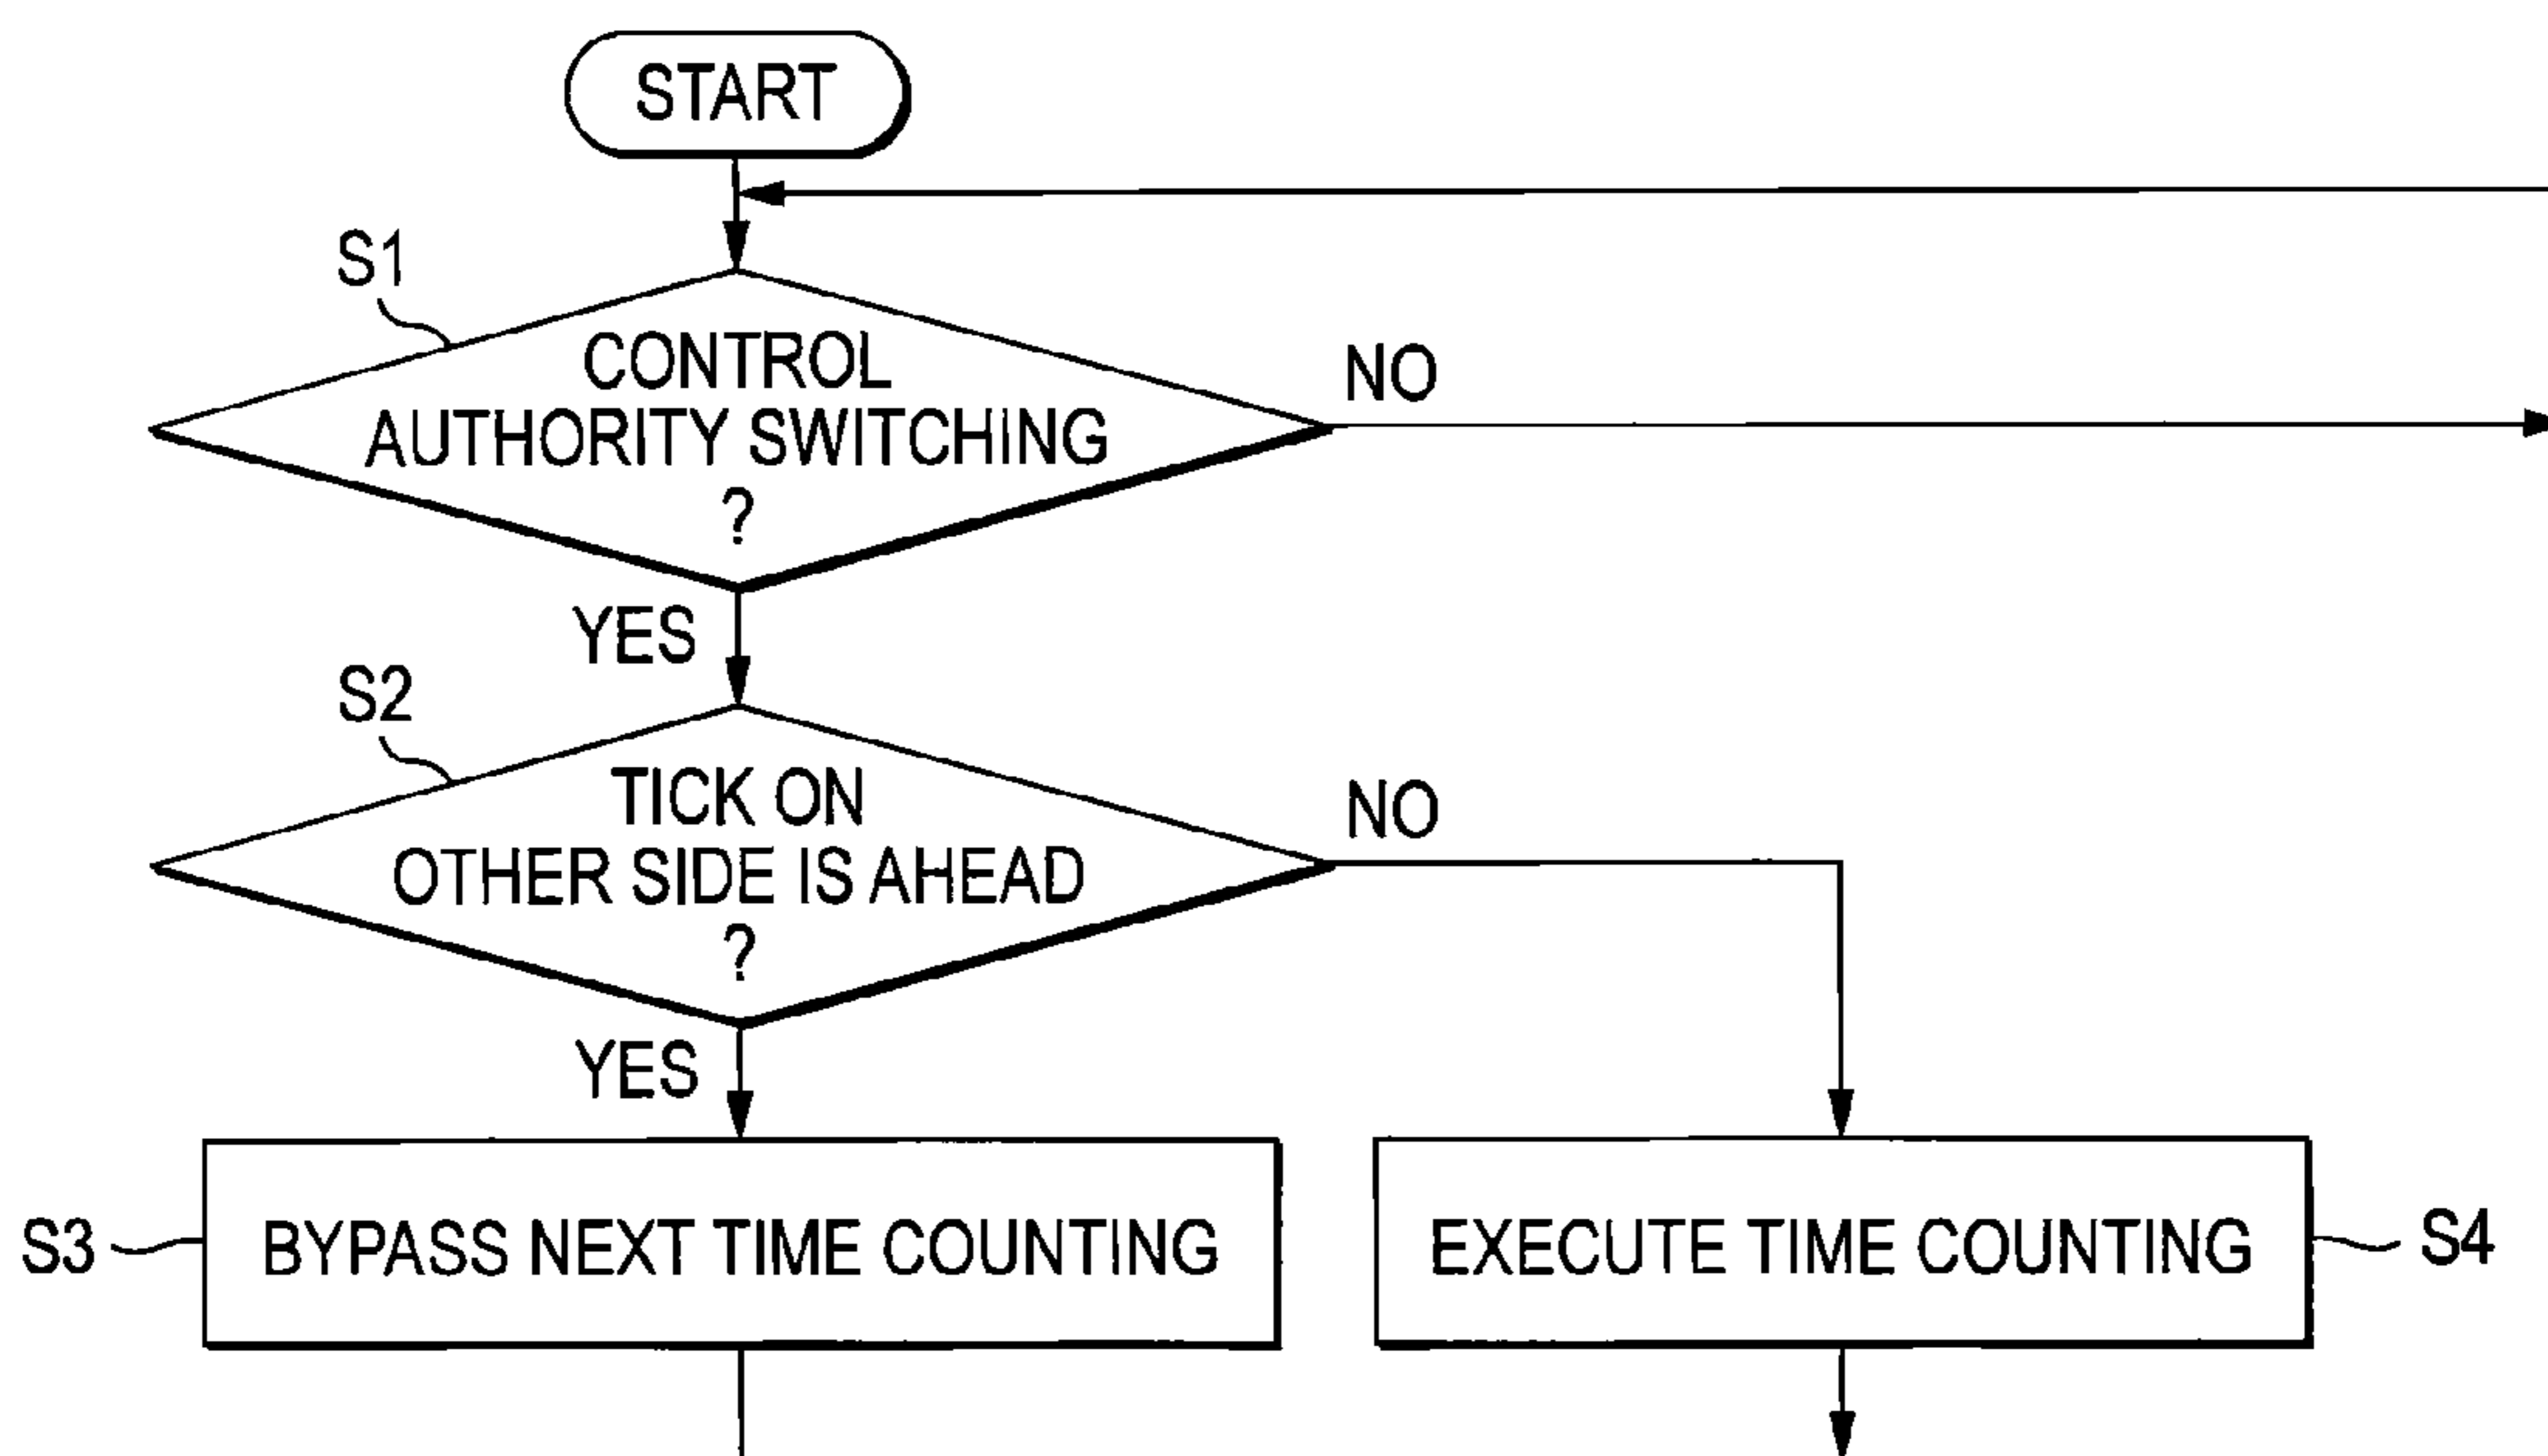 START
S1
CONTROL
AUTHORITY SWITCHING
?
NO
YES
S2
TICK ON
OTHER SIDE IS AHEAD
?
NO
YES
S3
BYPASS NEXT TIME COUNTING
EXECUTE TIME COUNTING
S4